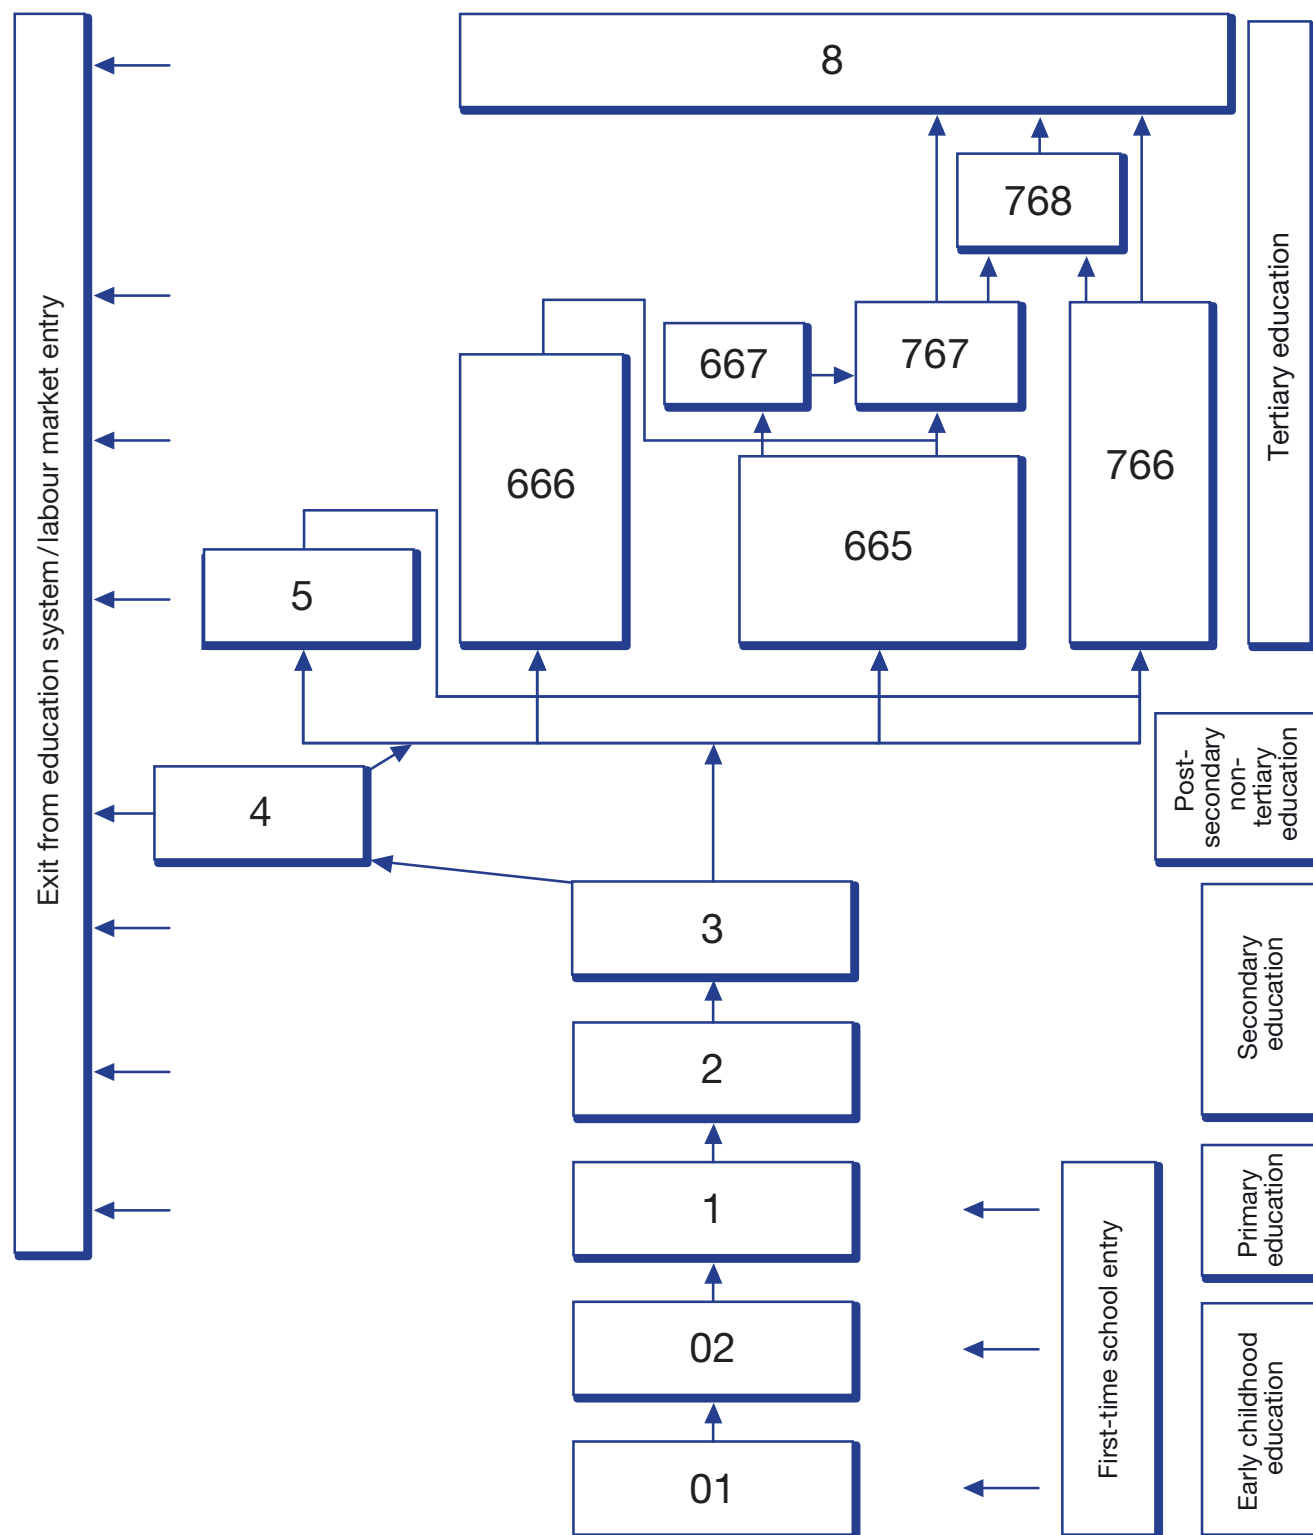 Exit from education system/labour market entry
8
768
667
767
666
766
665
5
4
3
2
1
02
01
First-time school entry
Tertiary education
Post-
secondary
non-
tertiary
education
Secondary
education
Primary
education
Early childhood
education